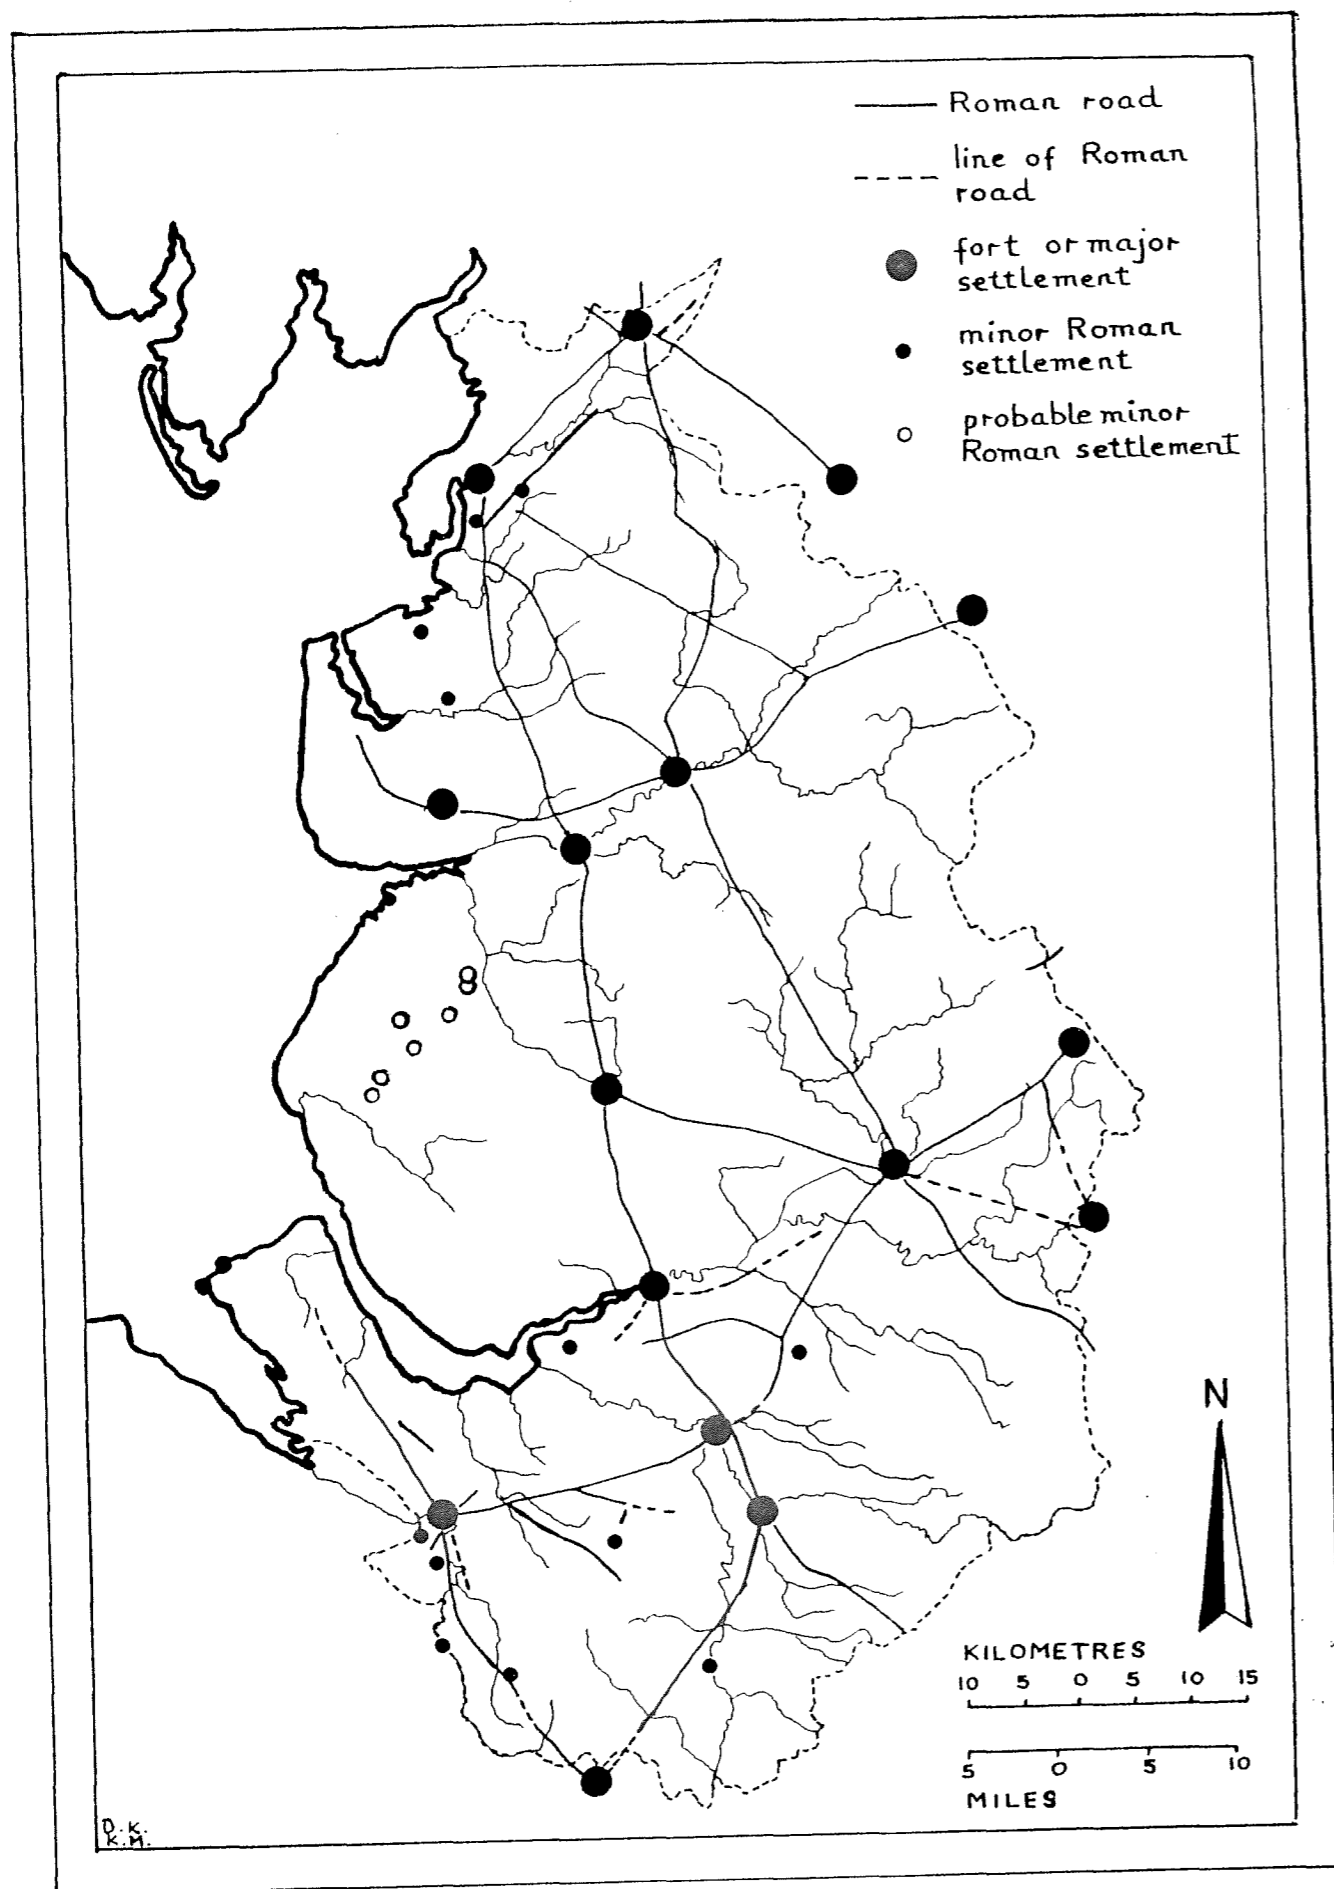 Roman road
line of Roman
road
fort or major
settlement
minor Roman
settlement
probable minor
Roman settlement
N
KILOMETRES
10 5 0 5 10 15
5 0 5 10
MILES
D.K.
K.M.